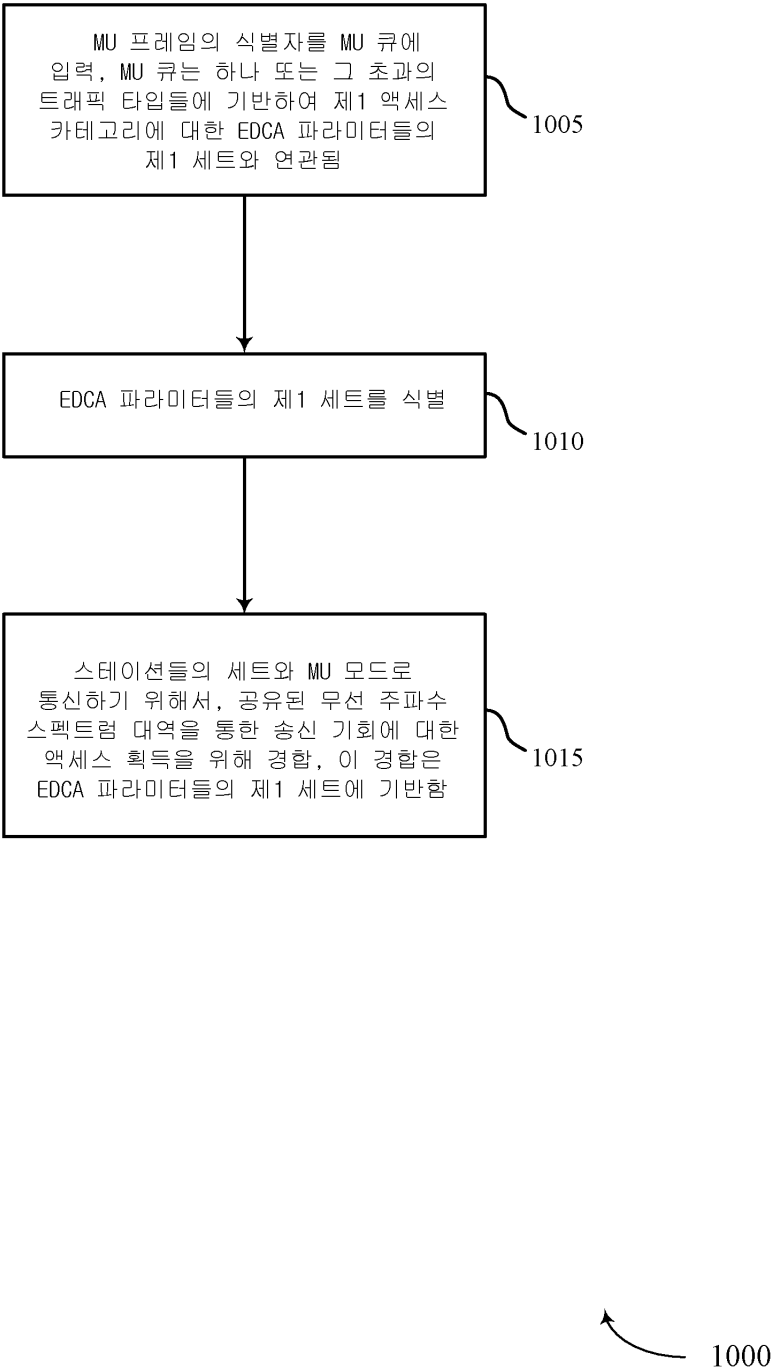 MU 프레임의 식별자를 MU 큐에
입력, MU 큐는 하나 또는 그 초과의
트래픽 타입들에 기반하여 제1 액세스
카테고리에 대한 EDCA 파라미터들의
제1 세트와 연관됨
1005
EDCA 파라미터들의 제1 세트를 식별
1010
스테이션들의 세트와 MU 모드로
통신하기 위해서, 공유된 무선 주파수
스펙트럼 대역을 통한 송신 기회에 대한
액세스 획득을 위해 경합, 이 경합은
EDCA 파라미터들의 제1 세트에 기반함
1015
1000